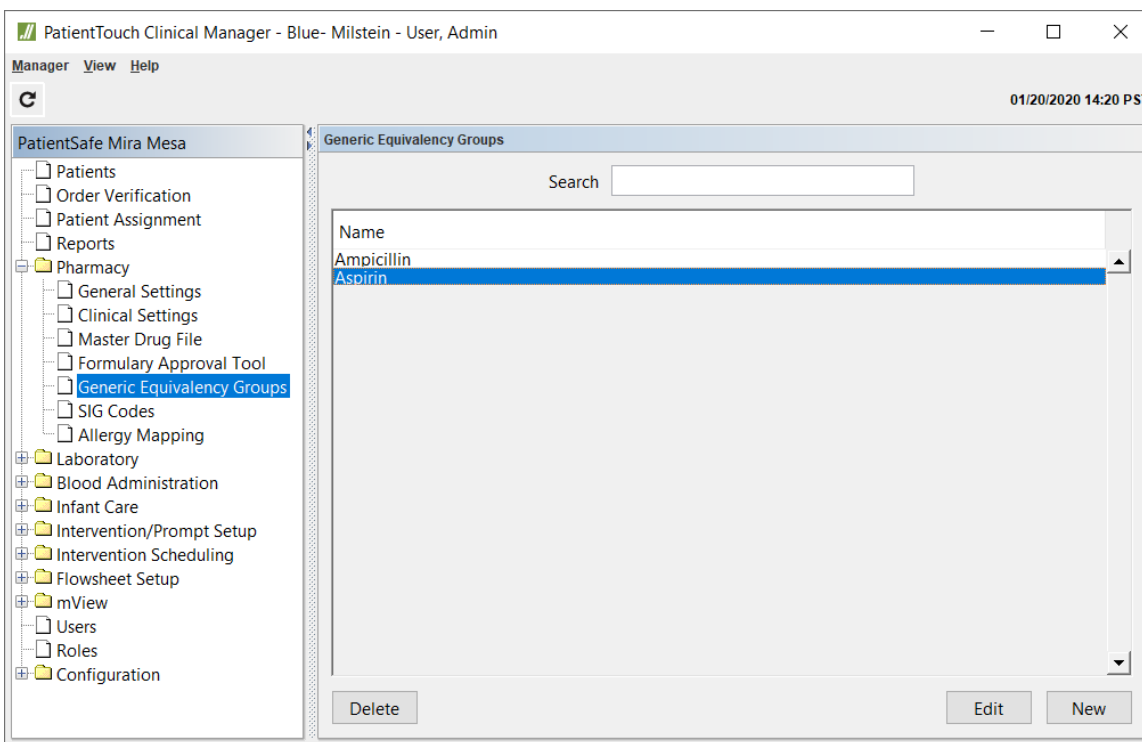 PatientTouch Clinical Manager - Blue- Milstein - User, Admin
Manager View Help
01/20/2020 14:20 PS
PatientSafe Mira Mesa
Patients
Order Verification
Patient Assignment
Reports
Pharmacy
General Settings
Clinical Settings
Master Drug File
Formulary Approval Tool
Generic Equivalency Groups
SIG Codes
Allergy Mapping
Laboratory
Blood Administration
Infant Care
Intervention/Prompt Setup
Intervention Scheduling
Flowsheet Setup
mView
Users
Roles
Configuration
Generic Equivalency Groups
Search
Name
Ampicillin
Aspirin
Delete Edit New